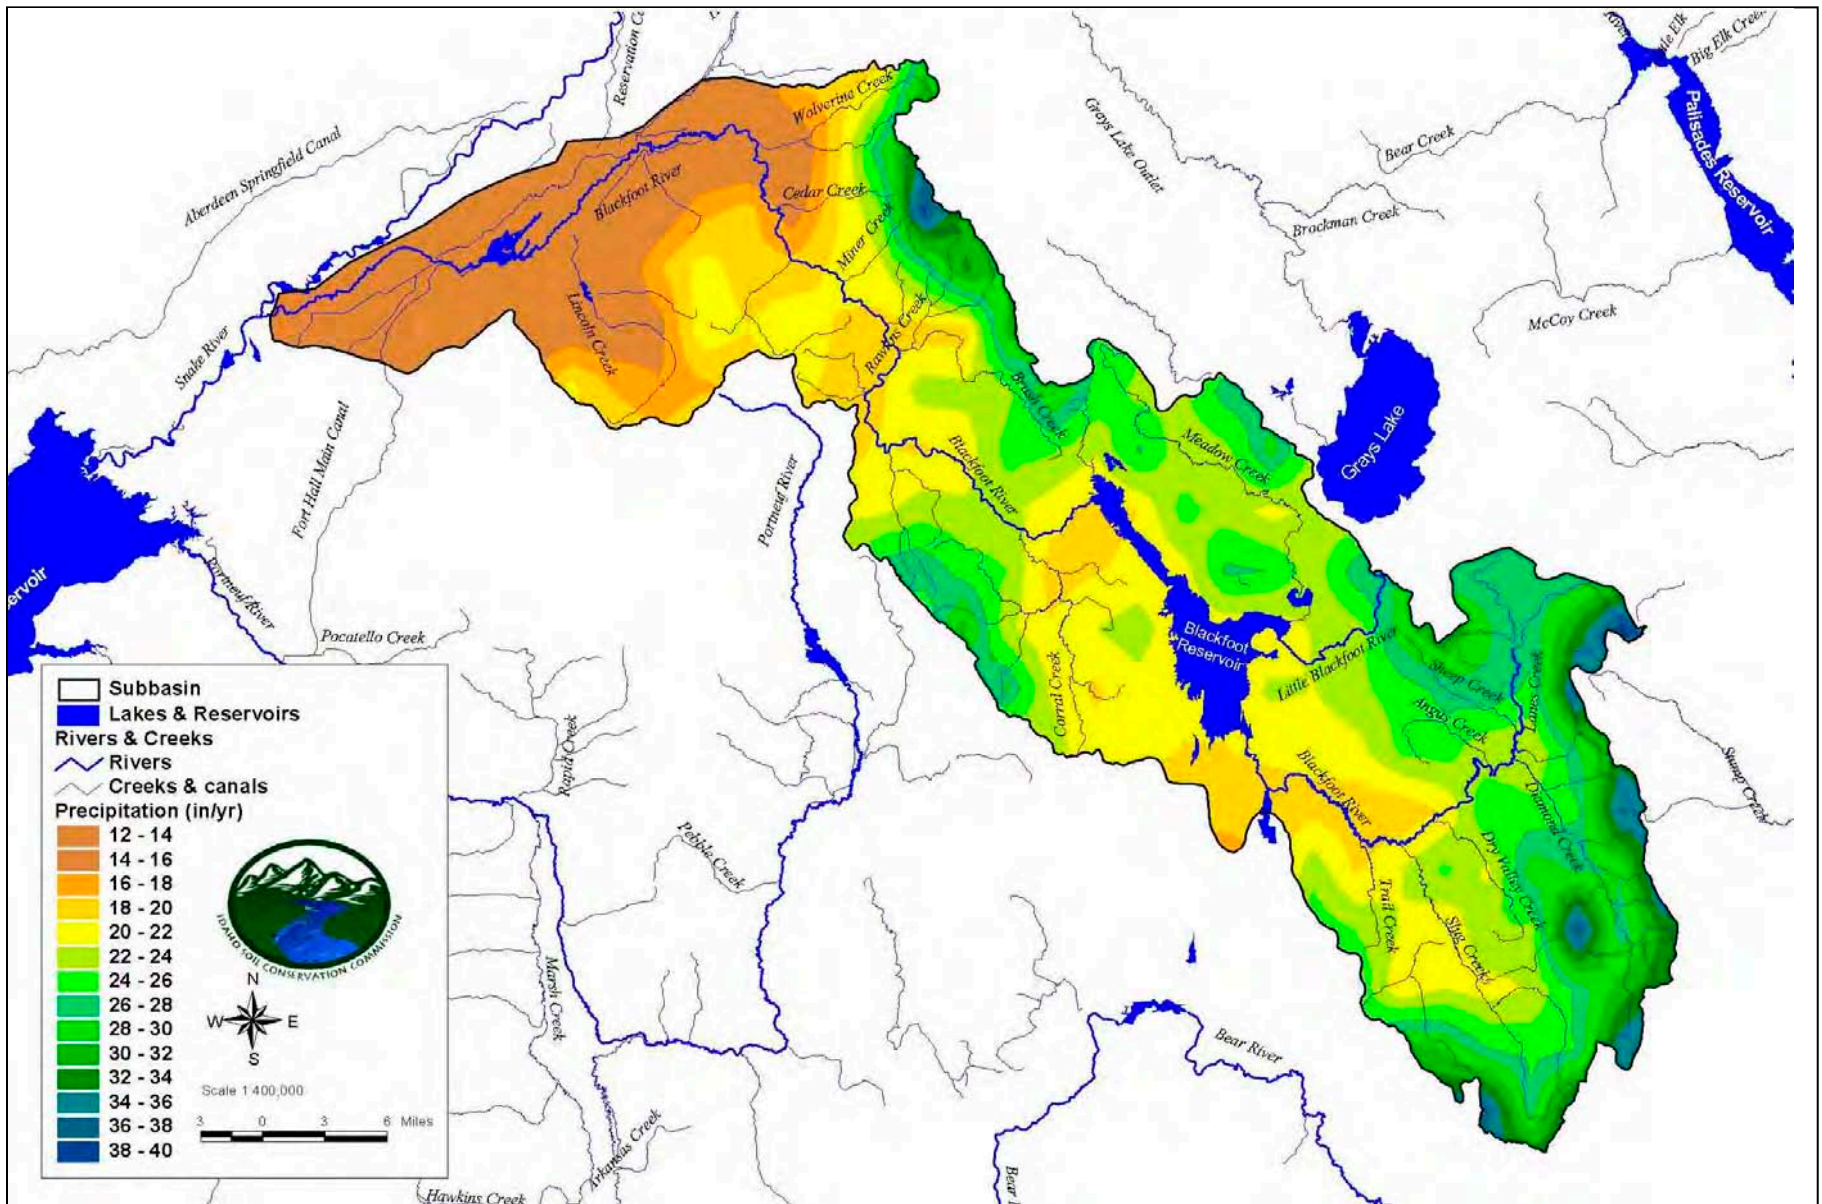 Reservation C
River
Elk
Big Elk Creek
Palisades Reservoir
Wolverine Creek
Grays Lake Outlet
Bear Creek
Aberdeen Springfield Canal
Blackfoot River
Cedar Creek
Brockman Creek
Miner Creek
McCoy Creek
Lincoln Creek
Rawlins Creek
Snake River
Brush Creek
Grays Lake
Meadow Creek
Fort Hall Main Canal
Portneuf River
Blackfoot River
ervoir
Portneuf River
Pocatello Creek
Blackfoot
Reservoir
Little Blackfoot River
Corral Creek
Sheep Creek
Angus Creek
Lanes Creek
Stump Creek
Rapid Creek
Blackfoot River
Diamond Creek
Dry Valley Creek
Pebble Creek
Trail Creek
Slug Creek
Marsh Creek
Bear River
Arkansas Creek
Hawkins Creek
Bear
Subbasin
Lakes & Reservoirs
Rivers & Creeks
Rivers
Creeks & canals
Precipitation (in/yr)
12 - 14
14 - 16
16 - 18
18 - 20
20 - 22
22 - 24
24 - 26
26 - 28
28 - 30
30 - 32
32 - 34
34 - 36
36 - 38
38 - 40
IDAHO SOIL CONSERVATION COMMISSION
N
W E
S
Scale 1:400,000
3 0 3 6 Miles